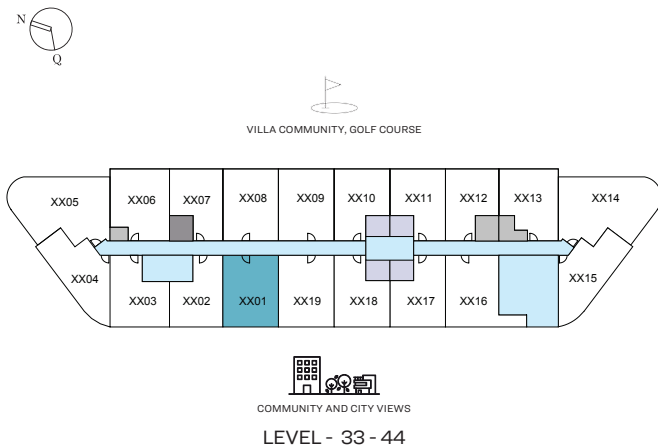 N
Q
VILLA COMMUNITY, GOLF COURSE
XX05
XX06
XX07
XX08
XX09
XX10
XX11
XX12
XX13
XX14
XX04
XX03
XX02
XX01
XX19
XX18
XX17
XX16
XX15
COMMUNITY AND CITY VIEWS
LEVEL - 33 - 44